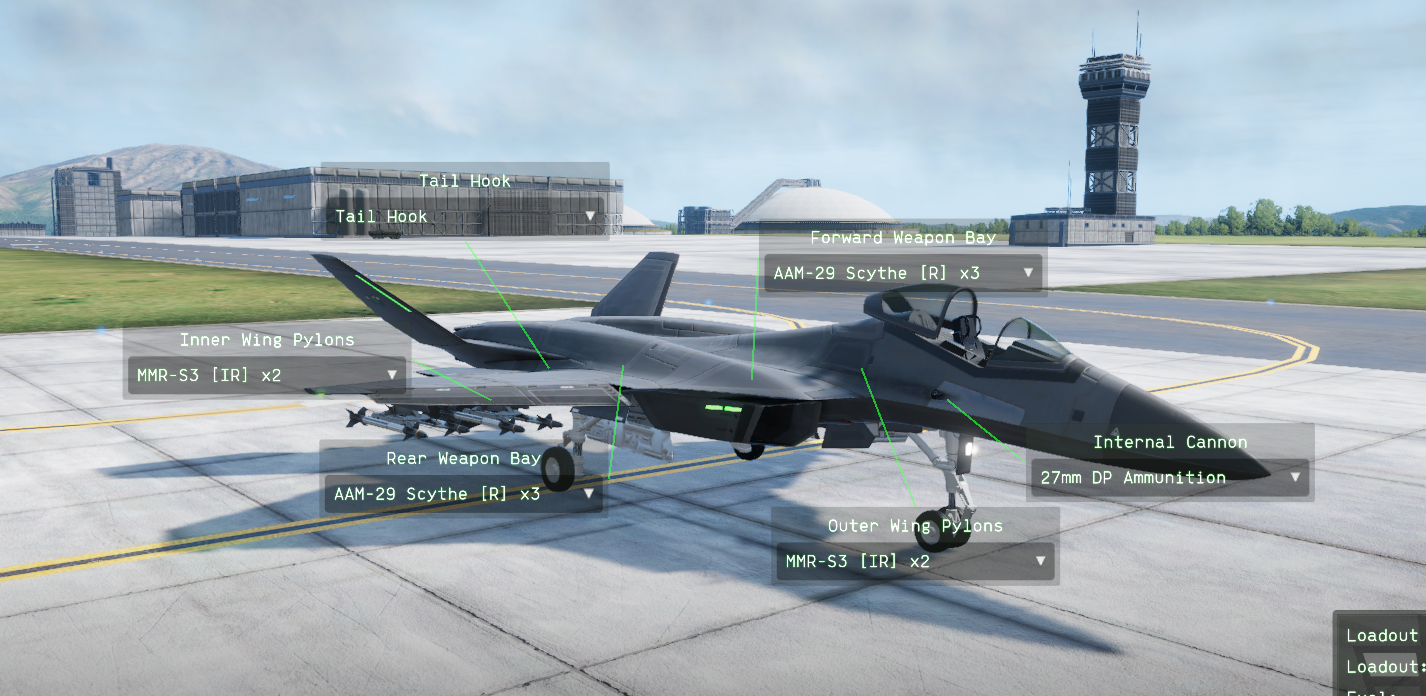 Tail Hook
Tail Hook
Forward Weapon Bay
AAM-29 Scythe [R] x3
Inner Wing Pylons
MMR-S3 [IR] x2
Internal Cannon
27mm DP Ammunition
Rear Weapon Bay
AAM-29 Scythe [R] x3
Outer Wing Pylons
MMR-S3 [IR] x2
Loadout
Loadout: